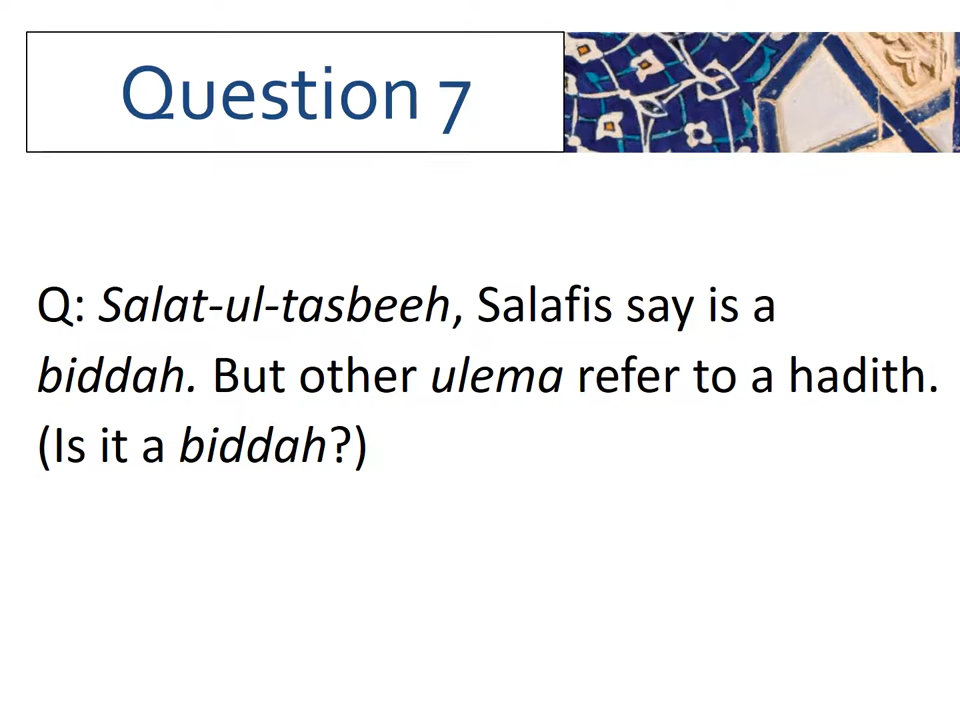 Question 7
Q: Salat-ul-tasbeeh, Salafis say is a
biddah. But other ulema refer to a hadith.
(Is it a biddah?)